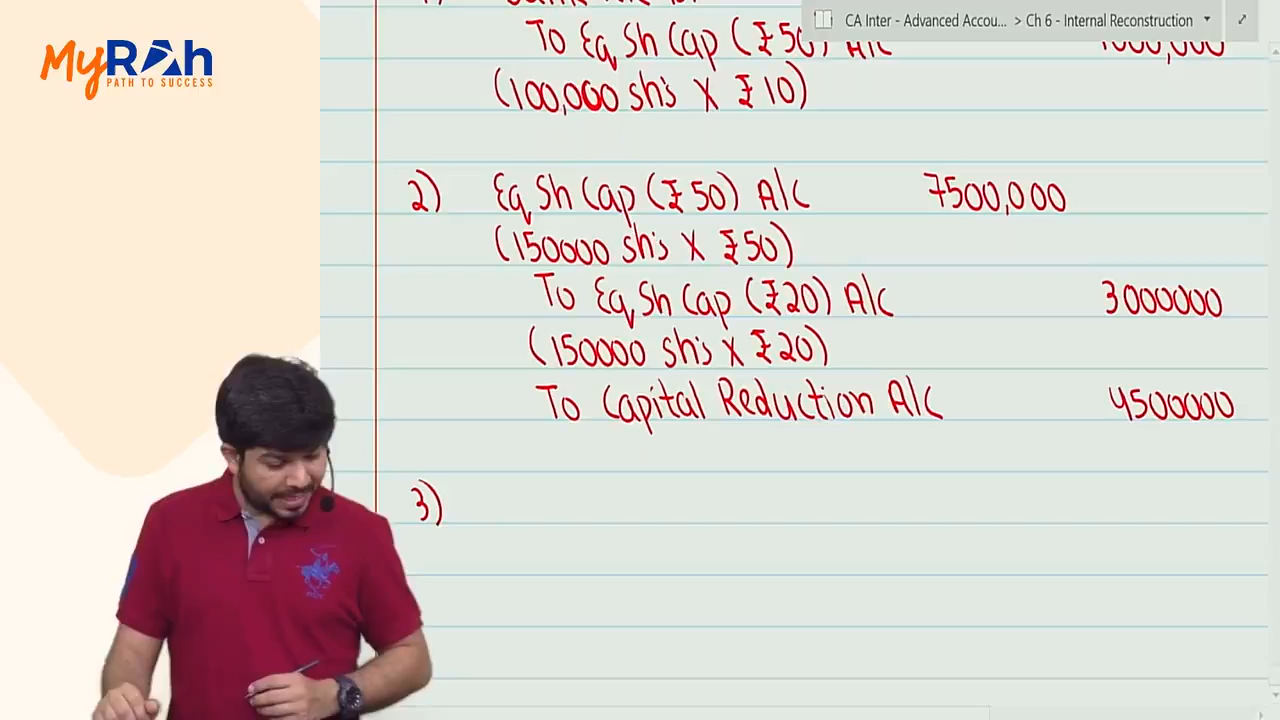 MyRAh
PATH TO SUCCESS
CA Inter - Advanced Accou... > Ch 6 - Internal Reconstruction
To Eq Sh Cap (₹50) A/c
(100,000 sh's X ₹10)
2) Eq Sh Cap (₹50) A/c 7500,000
(150000 sh's X ₹50)
To Eq Sh Cap (₹20) A/c 3000000
(150000 sh's X ₹20)
To Capital Reduction A/c 4500000
3)